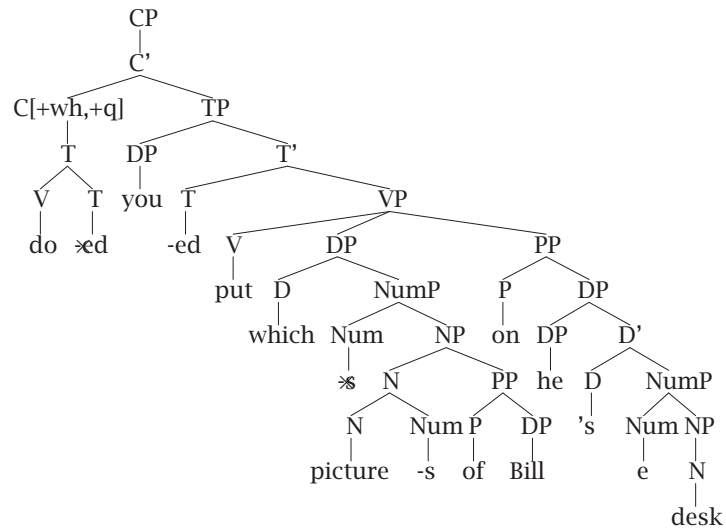 CP
C'
C[+wh,+q] TP
T DP T'
V T you T VP
do -ed -ed V DP PP
put D NumP P DP
which Num NP on DP D'
-s N PP he D NumP
N Num P DP 's Num NP
picture -s of Bill e N
desk